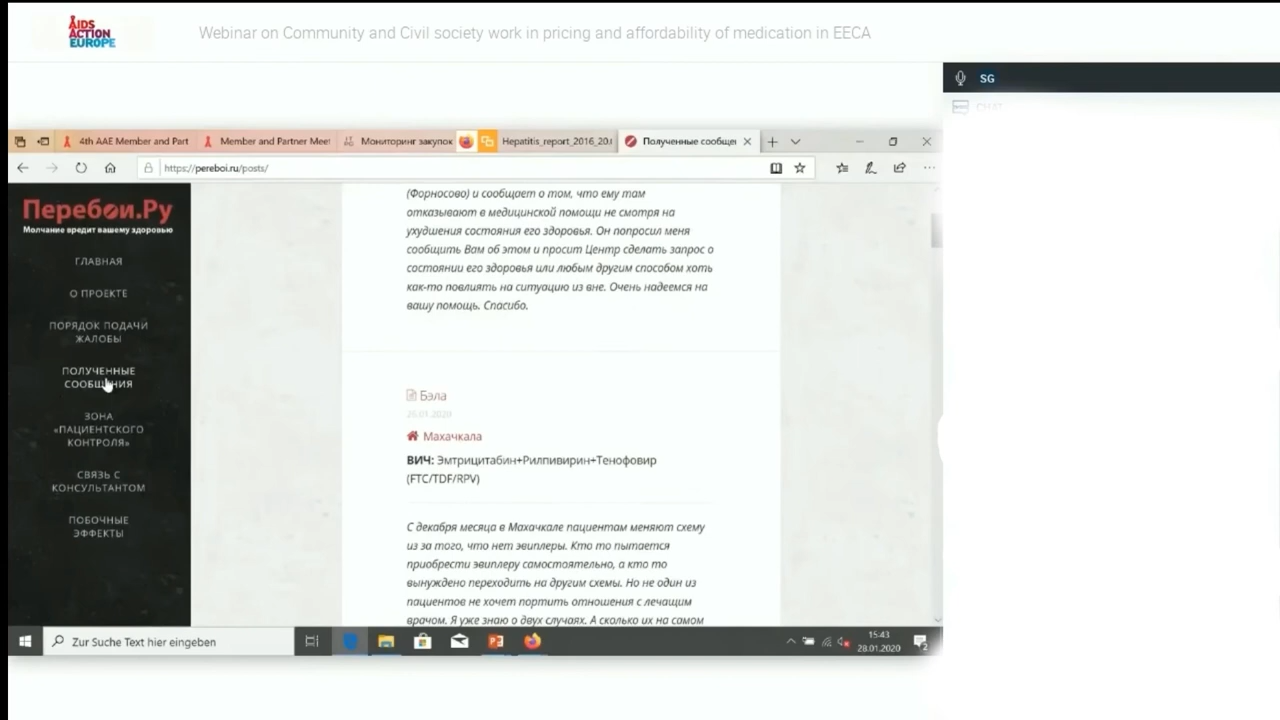 AIDS
ACTION
EUROPE
Webinar on Community and Civil society work in pricing and affordability of medication in EECA
SG
CHAT
4th AAE Member and Part
Member and Partner Meet
Мониторинг закупок
Hepatitis_report_2016_20.
Полученные сообщен
https://pereboi.ru/posts/
Перебои.Ру
Молчание вредит вашему здоровью
ГЛАВНАЯ
О ПРОЕКТЕ
ПОРЯДОК ПОДАЧИ
ЖАЛОБЫ
ПОЛУЧЕННЫЕ
СООБЩЕНИЯ
ЗОНА
«ПАЦИЕНТСКОГО
КОНТРОЛЯ»
СВЯЗЬ С
КОНСУЛЬТАНТОМ
ПОБОЧНЫЕ
ЭФФЕКТЫ
(Форносово) и сообщает о том, что ему там
отказывают в медицинской помощи не смотря на
ухудшения состояния его здоровья. Он попросил меня
сообщить Вам об этом и просит Центр сделать запрос о
состоянии его здоровья или любым другим способом хоть
как-то повлиять на ситуацию из вне. Очень надеемся на
вашу помощь. Спасибо.
Бэла
26.01.2020
Махачкала
ВИЧ: Эмтрицитабин+Рилпивирин+Тенофовир
(FTC/TDF/RPV)
С декабря месяца в Махачкале пациентам меняют схему
из за того, что нет эвиплеры. Кто то пытается
приобрести эвиплеру самостоятельно, а кто то
вынуждено переходить на другим схемы. Но не один из
пациентов не хочет портить отношения с лечащим
врачом. Я уже знаю о двух случаях. А сколько их на самом
Zur Suche Text hier eingeben
15:43
28.01.2020
2